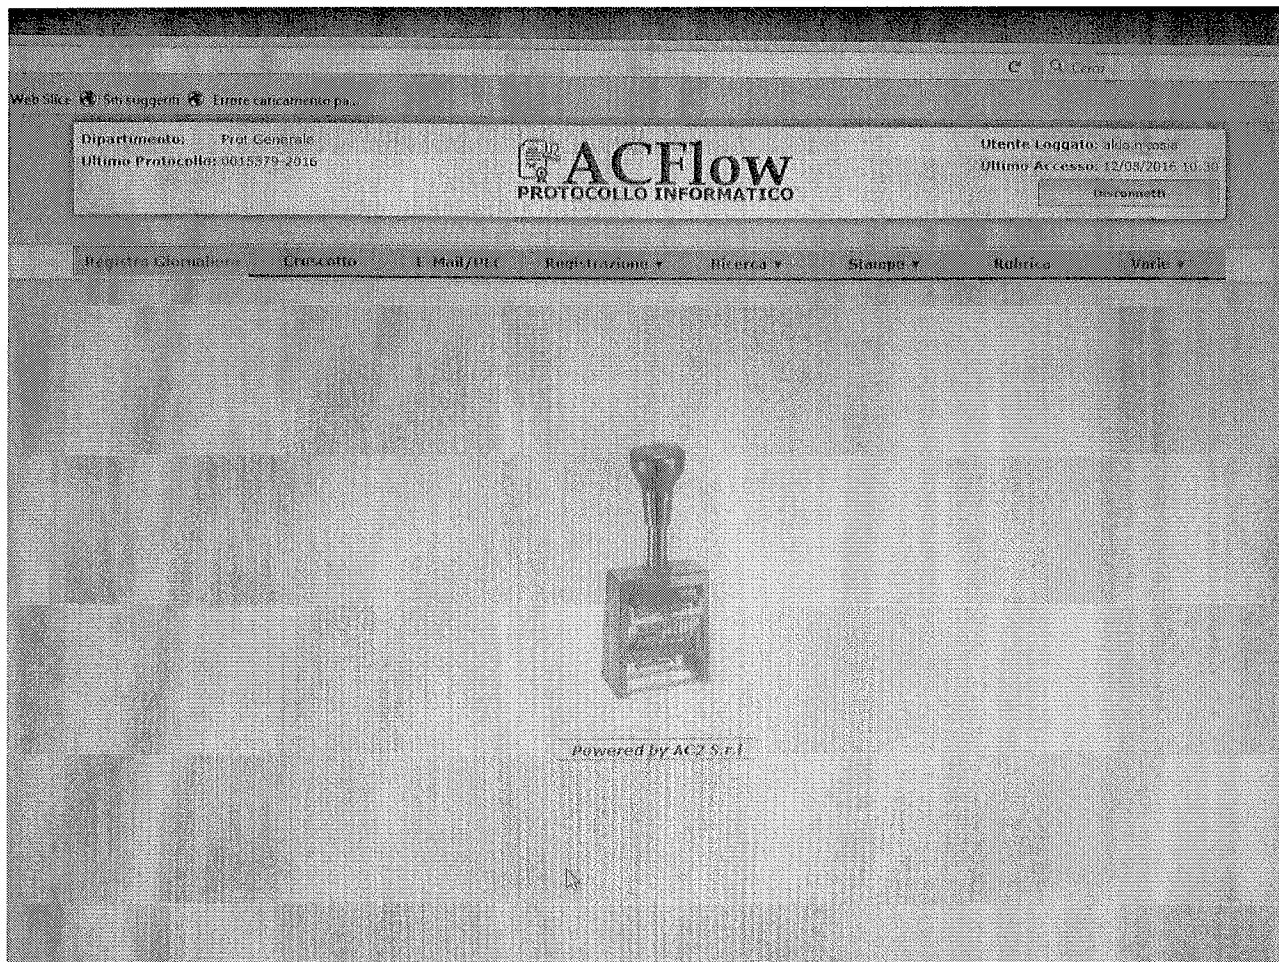 Cerca
Web Slice Siti suggeriti Errore caricamento pa...
Dipartimento: Prot Generale
Ultimo Protocollo: 0015379-2016
ACFlow
PROTOCOLLO INFORMATICO
Utente Loggato:
Ultimo Accesso: 12/08/2016 10:30
Disconnetti
Registro Giornaliero Cruscotto E-Mail/PEC Registrazione ▾ Ricerca ▾ Stampe ▾ Rubrica Varie ▾
Powered by AC2 S.r.l